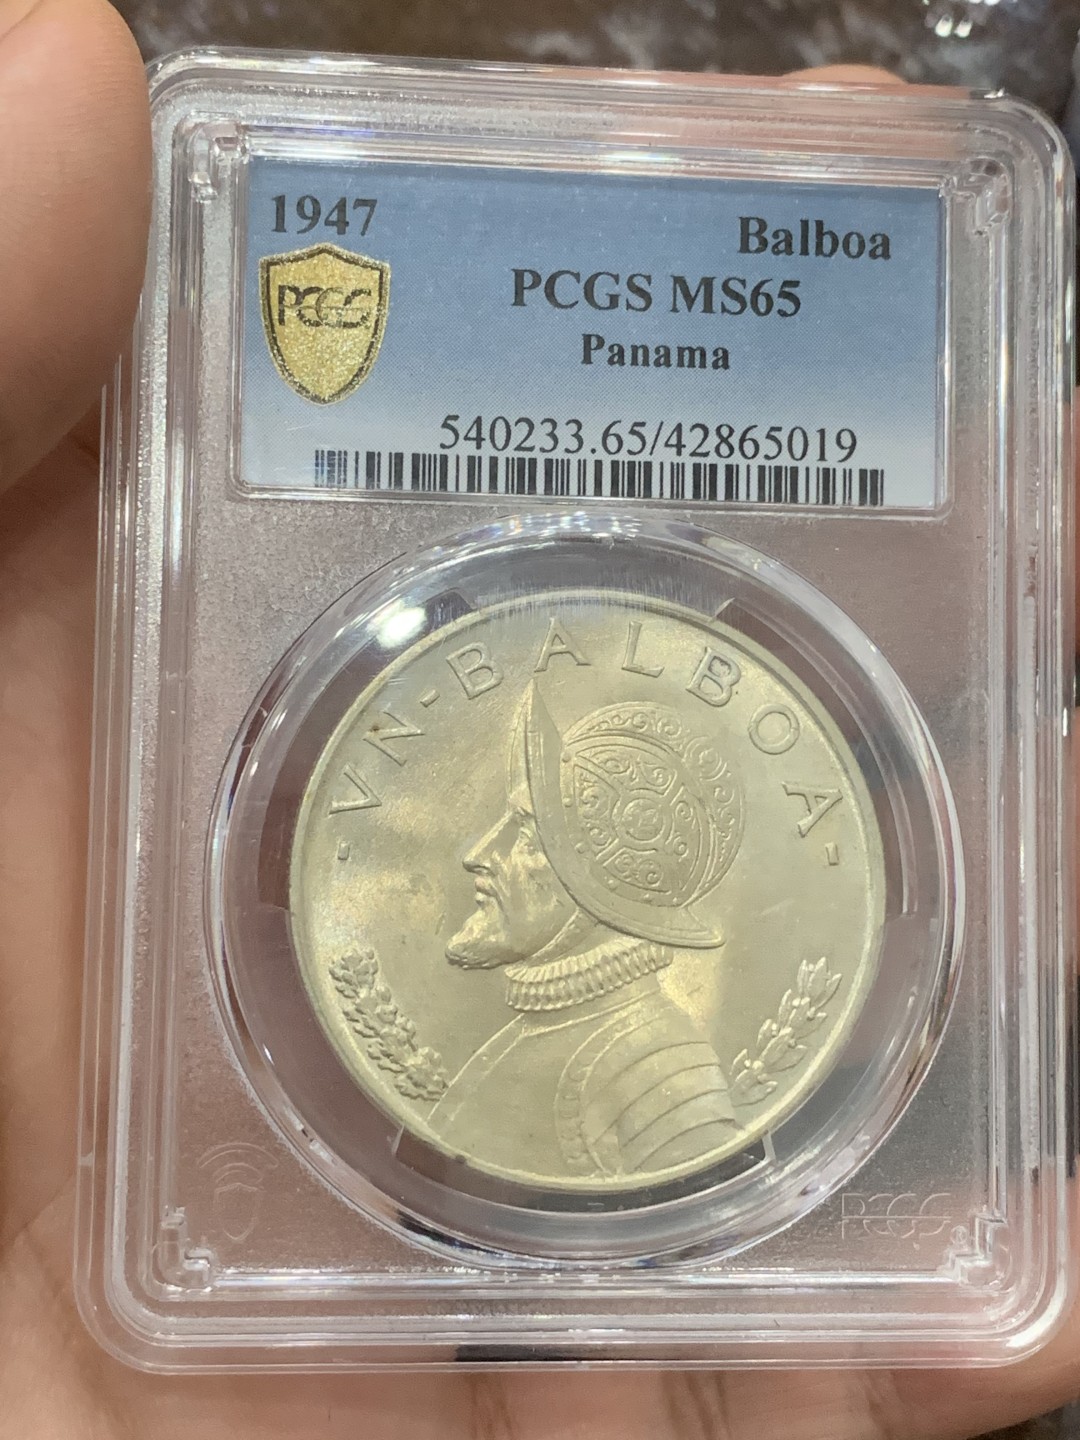 1947
Balboa
PCGS
PCGS MS65
Panama
540233.65/42865019
-VN-BALBOA-
PCGS